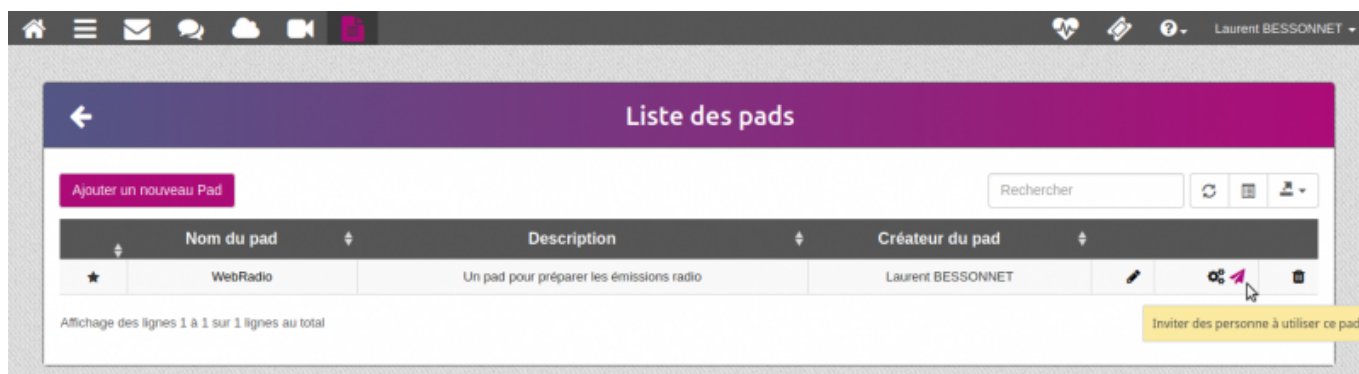 Laurent BESSONNET
Liste des pads
Ajouter un nouveau Pad
Rechercher
Nom du pad Description Créateur du pad
WebRadio Un pad pour préparer les émissions radio Laurent BESSONNET
Affichage des lignes 1 à 1 sur 1 lignes au total
Inviter des personne à utiliser ce pad